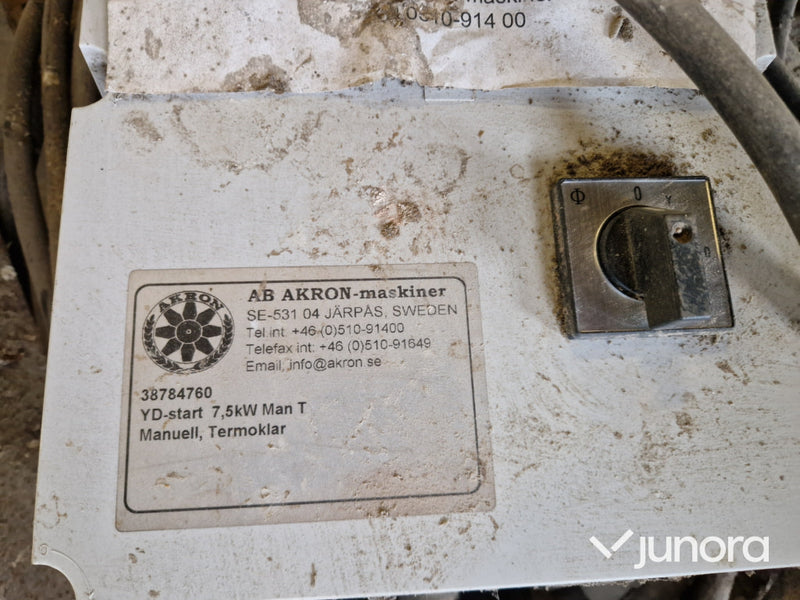 0510-914 00
Φ 0 Y
AKRON
AB AKRON-maskiner
SE-531 04 JÄRPÅS, SWEDEN
Tel int. +46 (0)510-91400
Telefax int: +46 (0)510-91649
Email, info@akron.se
38784760
YD-start 7,5kW Man T
Manuell, Termoklar
junora